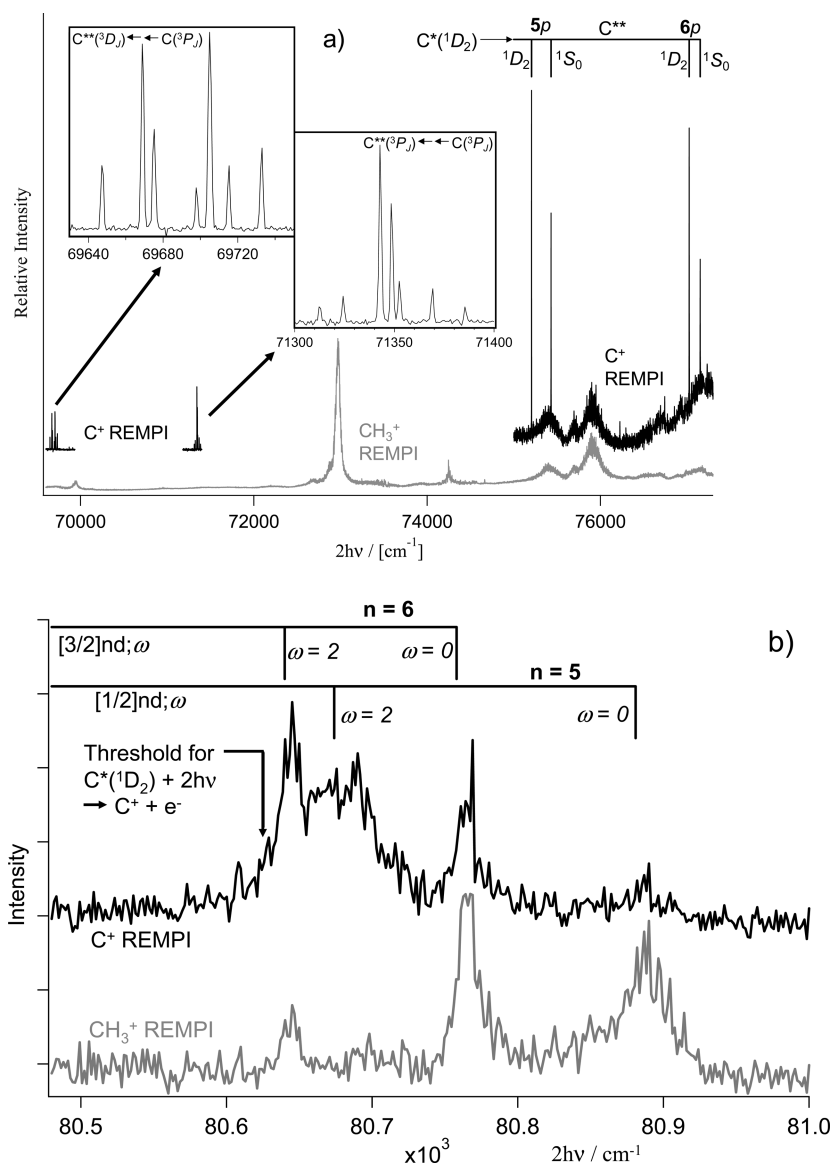 a)
C**(³D_J) ←← C(³P_J)
69640 69680 69720
C**(³P_J) ←← C(³P_J)
71300 71350 71400
C*(¹D₂) → 5p C** 6p
¹D₂ ¹S₀ ¹D₂ ¹S₀
Relative Intensity
C⁺ REMPI
CH₃⁺
REMPI
C⁺
REMPI
70000 72000 74000 76000
2hν / [cm⁻¹]
b)
n = 6
[3/2]nd;ω
ω = 2 ω = 0
n = 5
[1/2]nd;ω
ω = 2 ω = 0
Threshold for
C*(¹D₂) + 2hν
→ C⁺ + e⁻
Intensity
C⁺ REMPI
CH₃⁺ REMPI
80.5 80.6 80.7 80.8 80.9 81.0
x10³ 2hν / cm⁻¹